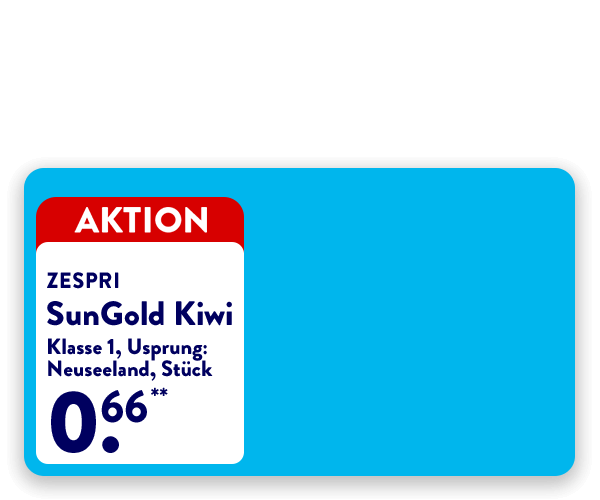 AKTION
ZESPRI
SunGold Kiwi
Klasse 1, Usprung:
Neuseeland, Stück
0.66**